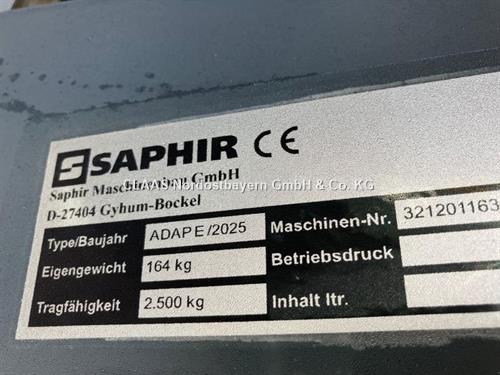 SAPHIR CE
Saphir Maschinenbau GmbH
CLAAS Nordostbayern GmbH & Co. KG
D-27404 Gyhum-Bockel
Type/Baujahr ADAP E/2025 Maschinen-Nr. 321201163
Eigengewicht 164 kg Betriebsdruck
Tragfähigkeit 2.500 kg Inhalt ltr.